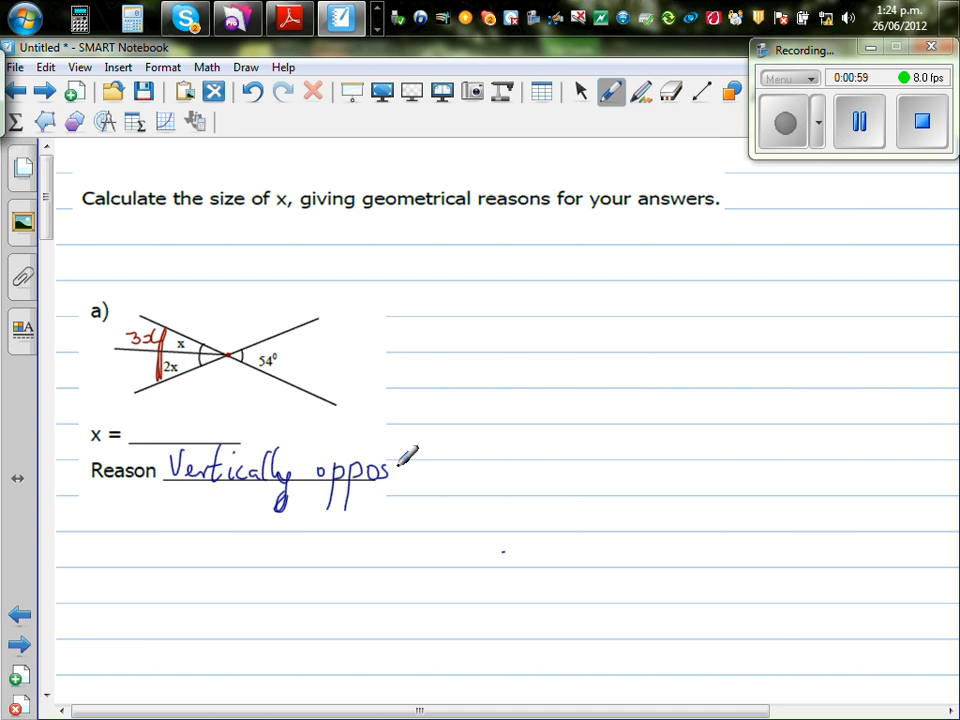 1:24 p.m.
26/06/2012
Untitled * - SMART Notebook
Recording...
File Edit View Insert Format Math Draw Help
Menu
0:00:59
8.0 fps
Calculate the size of x, giving geometrical reasons for your answers.
a)
3x
x
2x
54⁰
x =
Reason Vertically oppos